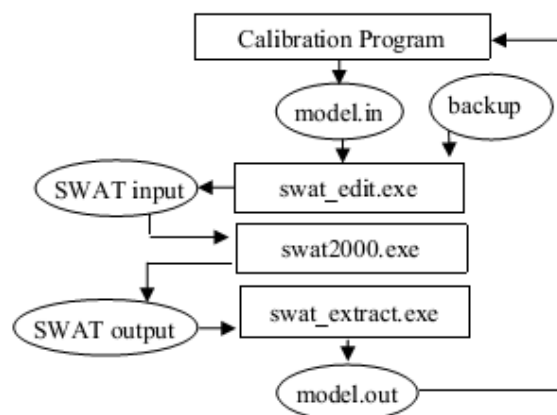 Calibration Program
model.in
backup
swat_edit.exe
SWAT input
swat2000.exe
swat_extract.exe
SWAT output
model.out